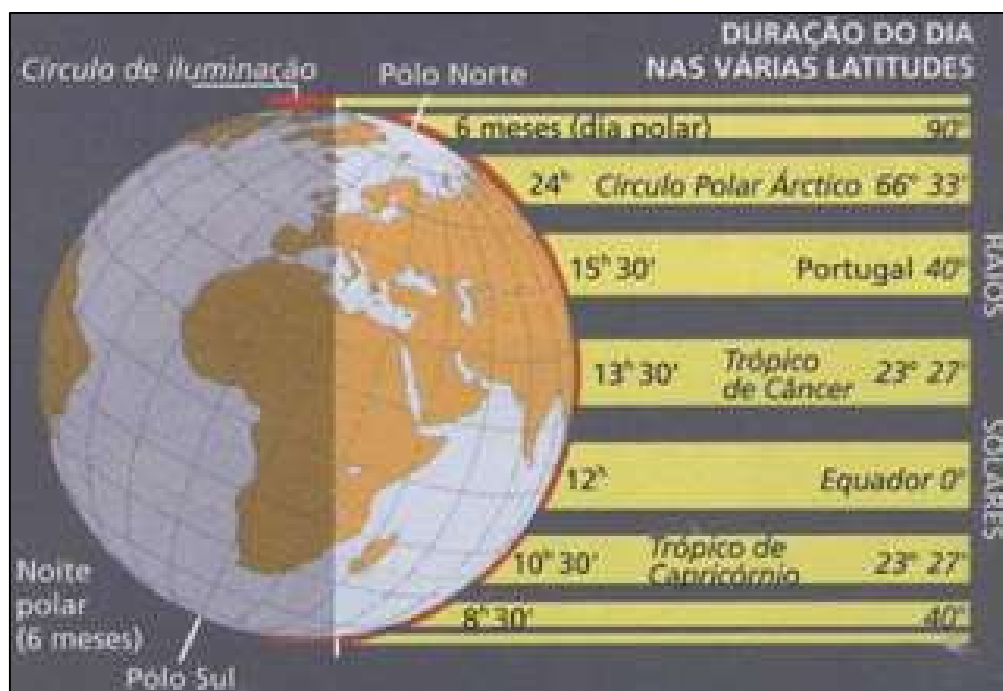 DURAÇÃO DO DIA
NAS VÁRIAS LATITUDES
Círculo de iluminação
Pólo Norte
6 meses (dia polar) 90°
24ʰ Círculo Polar Árctico 66° 33'
15ʰ 30' Portugal 40°
13ʰ 30' Trópico
de Câncer 23° 27'
12ʰ Equador 0°
10ʰ 30' Trópico de
Capricórnio 23° 27'
8ʰ 30' 40°
RAIOS
SOLARES
Noite
polar
(6 meses)
Pólo Sul